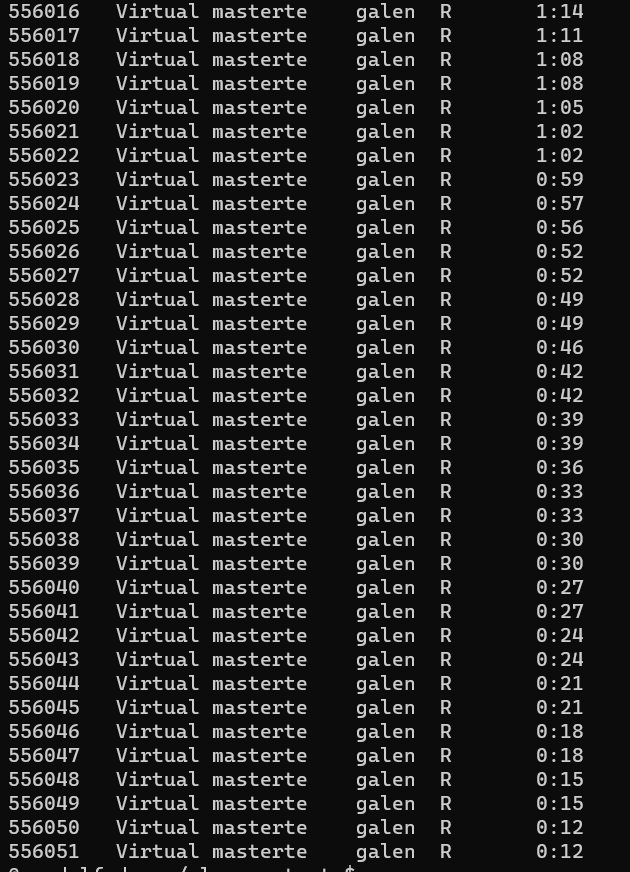 556016 Virtual masterte galen R 1:14
556017 Virtual masterte galen R 1:11
556018 Virtual masterte galen R 1:08
556019 Virtual masterte galen R 1:08
556020 Virtual masterte galen R 1:05
556021 Virtual masterte galen R 1:02
556022 Virtual masterte galen R 1:02
556023 Virtual masterte galen R 0:59
556024 Virtual masterte galen R 0:57
556025 Virtual masterte galen R 0:56
556026 Virtual masterte galen R 0:52
556027 Virtual masterte galen R 0:52
556028 Virtual masterte galen R 0:49
556029 Virtual masterte galen R 0:49
556030 Virtual masterte galen R 0:46
556031 Virtual masterte galen R 0:42
556032 Virtual masterte galen R 0:42
556033 Virtual masterte galen R 0:39
556034 Virtual masterte galen R 0:39
556035 Virtual masterte galen R 0:36
556036 Virtual masterte galen R 0:33
556037 Virtual masterte galen R 0:33
556038 Virtual masterte galen R 0:30
556039 Virtual masterte galen R 0:30
556040 Virtual masterte galen R 0:27
556041 Virtual masterte galen R 0:27
556042 Virtual masterte galen R 0:24
556043 Virtual masterte galen R 0:24
556044 Virtual masterte galen R 0:21
556045 Virtual masterte galen R 0:21
556046 Virtual masterte galen R 0:18
556047 Virtual masterte galen R 0:18
556048 Virtual masterte galen R 0:15
556049 Virtual masterte galen R 0:15
556050 Virtual masterte galen R 0:12
556051 Virtual masterte galen R 0:12